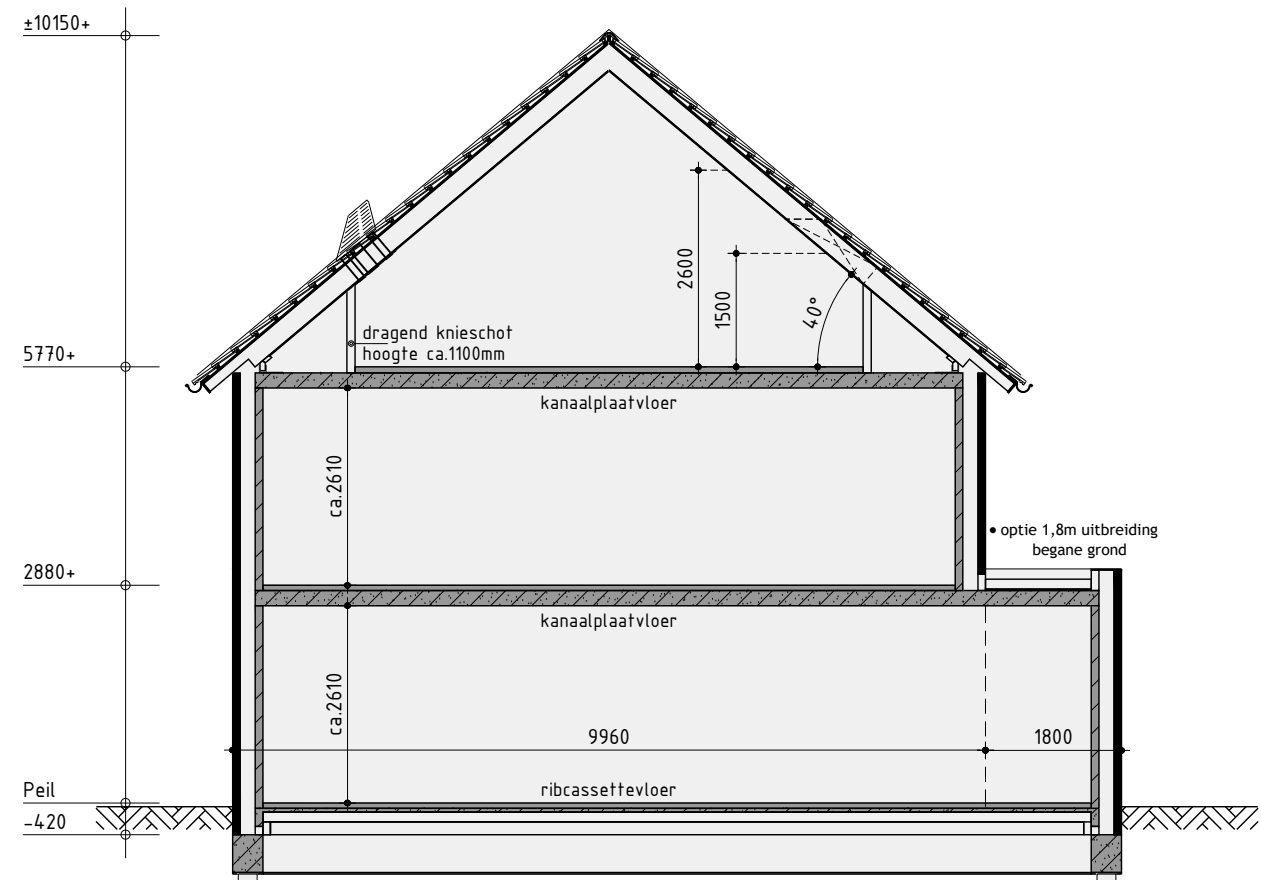 ±10150+
2600
1500
40°
dragend knieschot
hoogte ca.1100mm
5770+
kanaalplaatvloer
ca.2610
• optie 1,8m uitbreiding
begane grond
2880+
kanaalplaatvloer
ca.2610
9960
1800
Peil
ribcassettevloer
-420